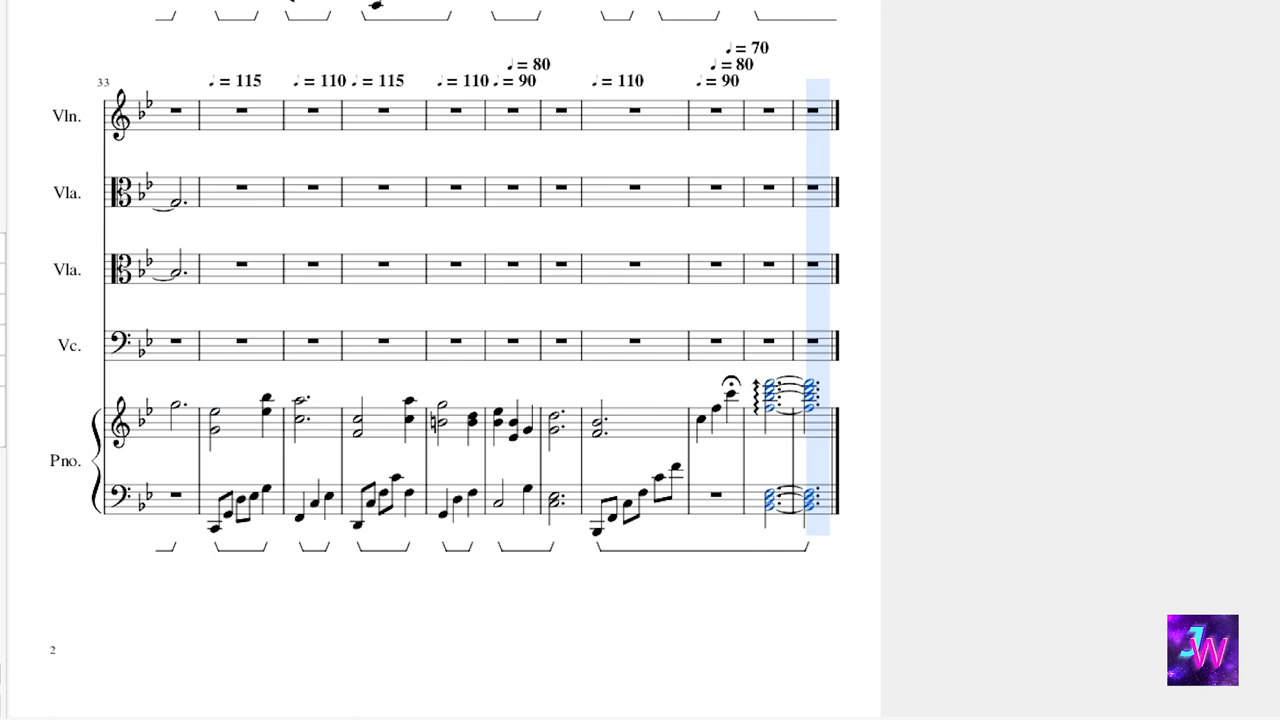 ♩ = 70
♩ = 80 ♩ = 80
33 ♩ = 115 ♩ = 110 ♩ = 115 ♩ = 110 ♩ = 90 ♩ = 110 ♩ = 90
Vln.
Vla.
Vla.
Vc.
Pno.
2
JW